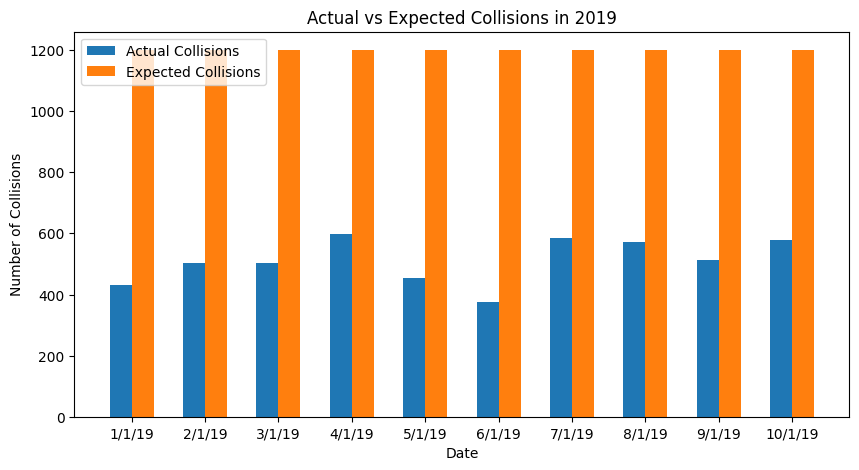 Actual vs Expected Collisions in 2019
Actual Collisions
Expected Collisions
Number of Collisions
1200
1000
800
600
400
200
0
1/1/19 2/1/19 3/1/19 4/1/19 5/1/19 6/1/19 7/1/19 8/1/19 9/1/19 10/1/19
Date